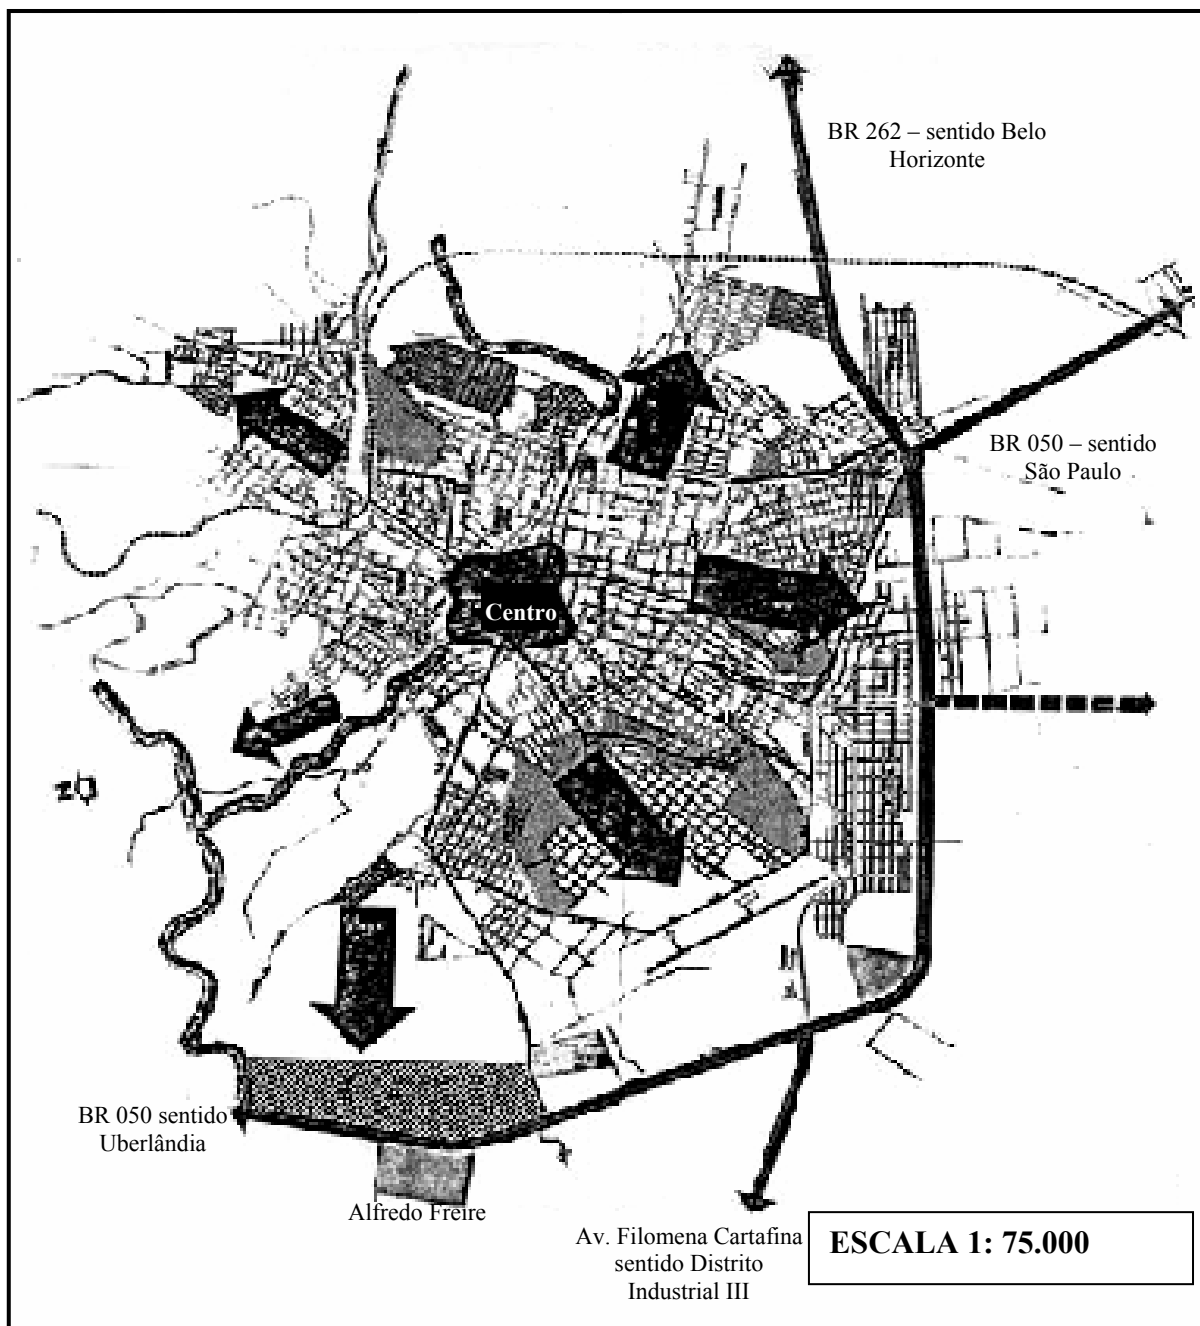 BR 262 – sentido Belo
Horizonte
BR 050 – sentido
São Paulo
Centro
BR 050 sentido
Uberlândia
Alfredo Freire
Av. Filomena Cartafina
sentido Distrito
Industrial III
ESCALA 1: 75.000